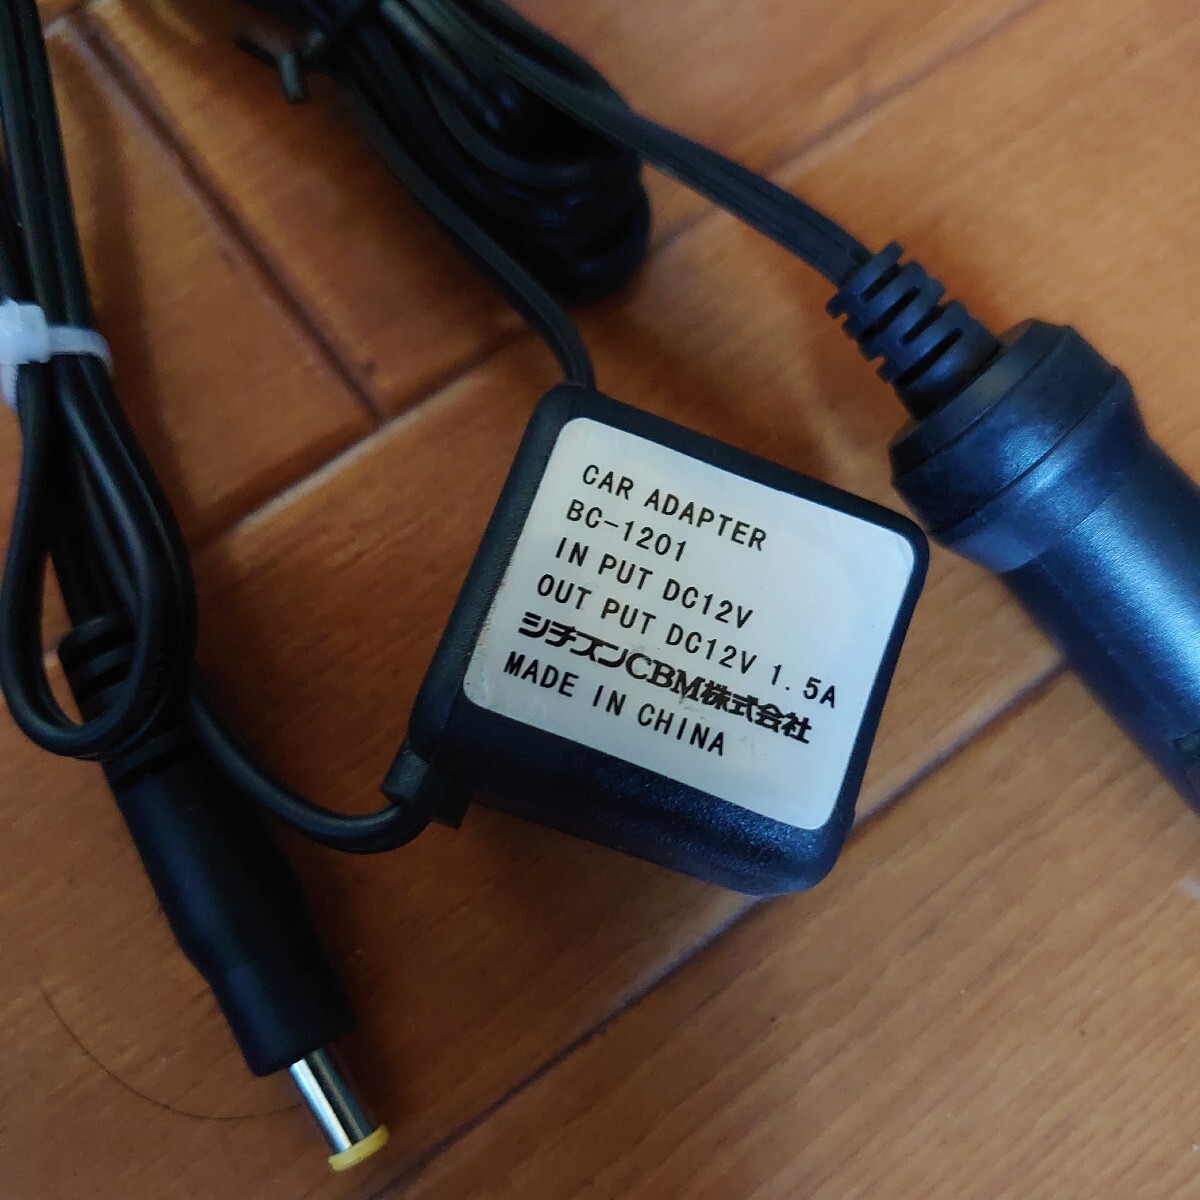 CAR ADAPTER
BC-1201
IN PUT DC12V
OUT PUT DC12V 1.5A
シチズンCBM株式会社
MADE IN CHINA